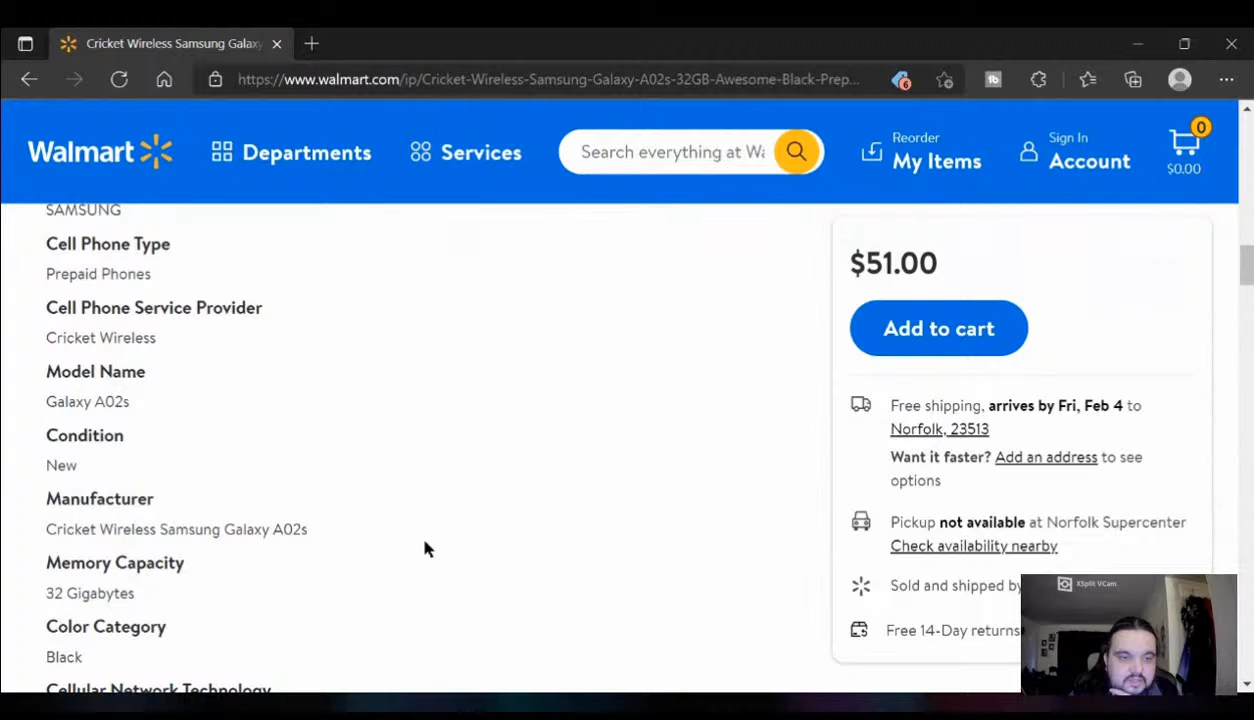 Cricket Wireless Samsung Galaxy
https://www.walmart.com/ip/Cricket-Wireless-Samsung-Galaxy-A02s-32GB-Awesome-Black-Prep...
6
Walmart
Departments
Services
Search everything at Wa
Reorder
My Items
Sign In
Account
0
$0.00
SAMSUNG
Cell Phone Type
Prepaid Phones
Cell Phone Service Provider
Cricket Wireless
Model Name
Galaxy A02s
Condition
New
Manufacturer
Cricket Wireless Samsung Galaxy A02s
Memory Capacity
32 Gigabytes
Color Category
Black
Cellular Network Technology
$51.00
Add to cart
Free shipping, arrives by Fri, Feb 4 to
Norfolk, 23513
Want it faster? Add an address to see
options
Pickup not available at Norfolk Supercenter
Check availability nearby
Sold and shipped by
Free 14-Day returns
XSplit VCam